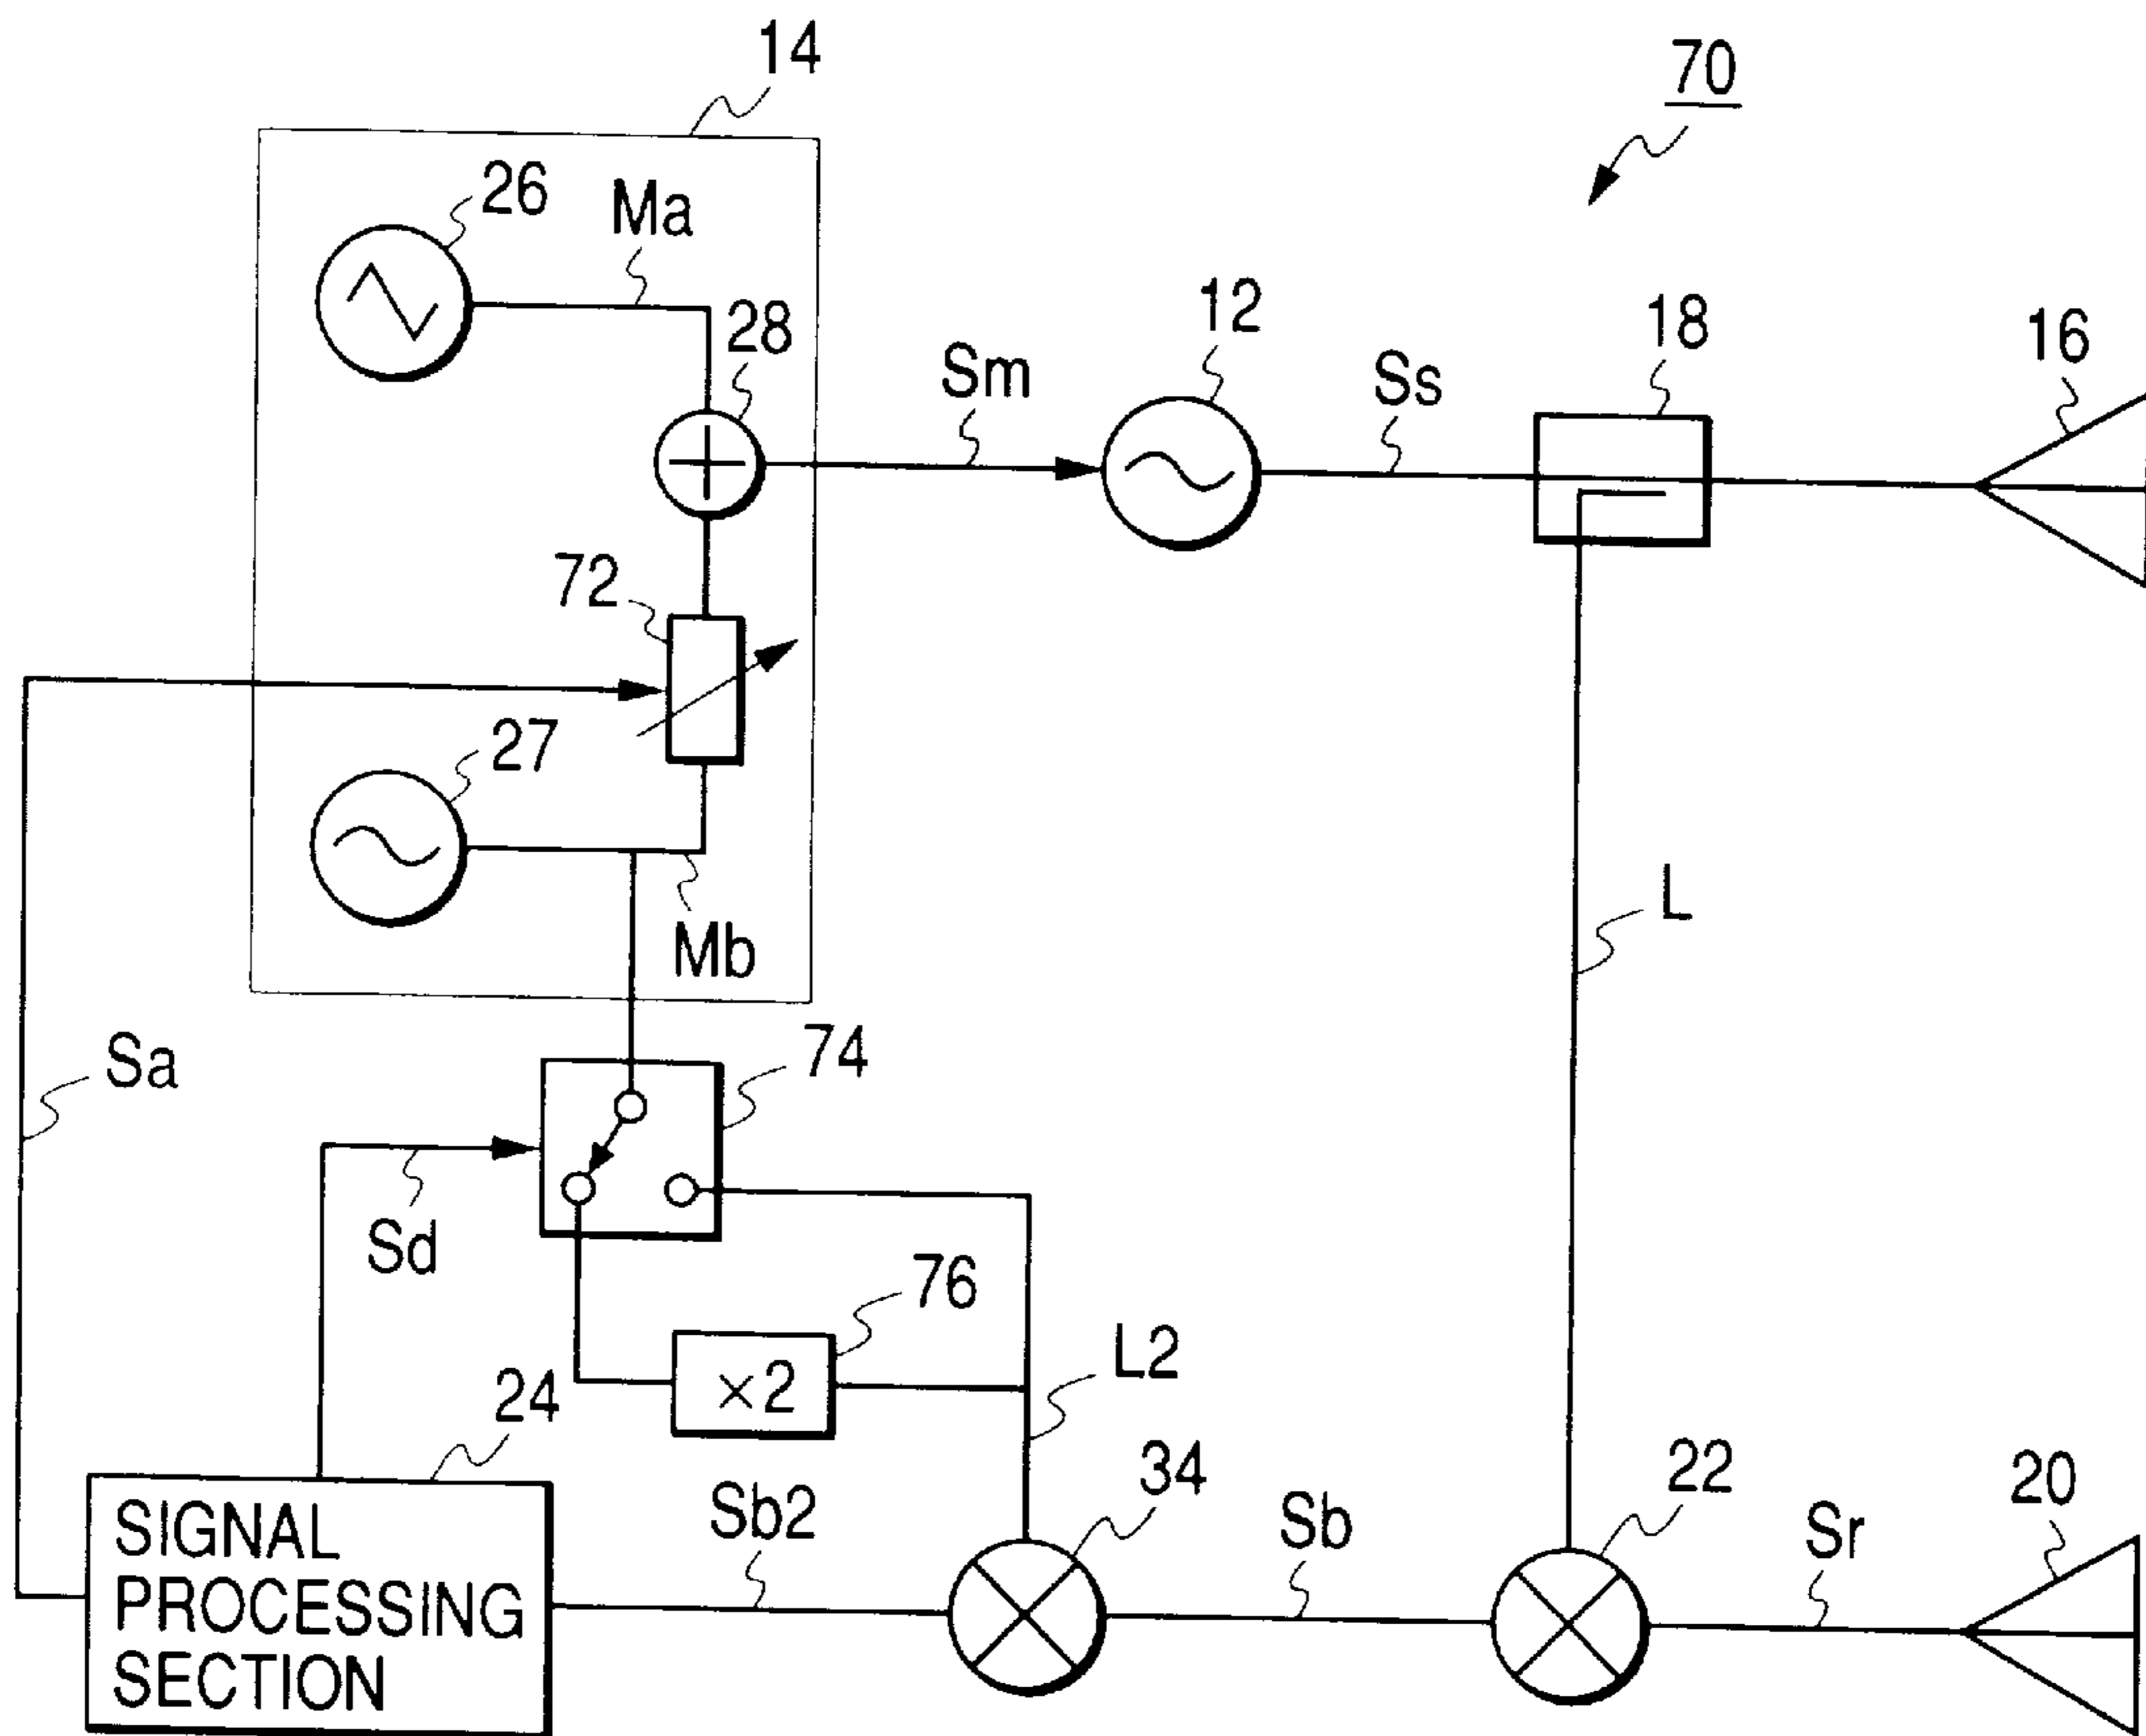 14
70
26
Ma
28
12
18
16
Sm
Ss
72
27
L
Mb
Sa
74
Sd
76
L2
×2
24
34
22
20
Sb2
Sb
Sr
SIGNAL
PROCESSING
SECTION